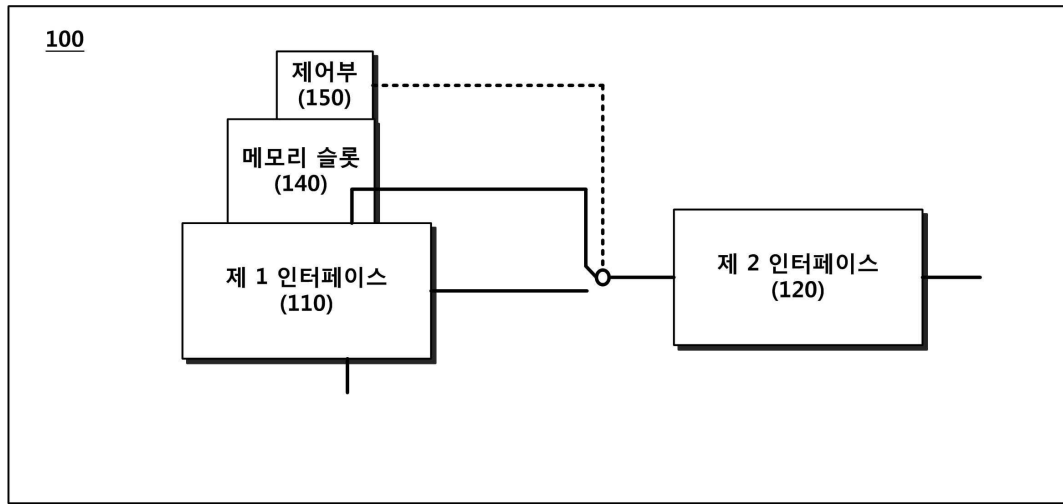 100
제어부
(150)
메모리 슬롯
(140)
제 1 인터페이스
(110)
제 2 인터페이스
(120)